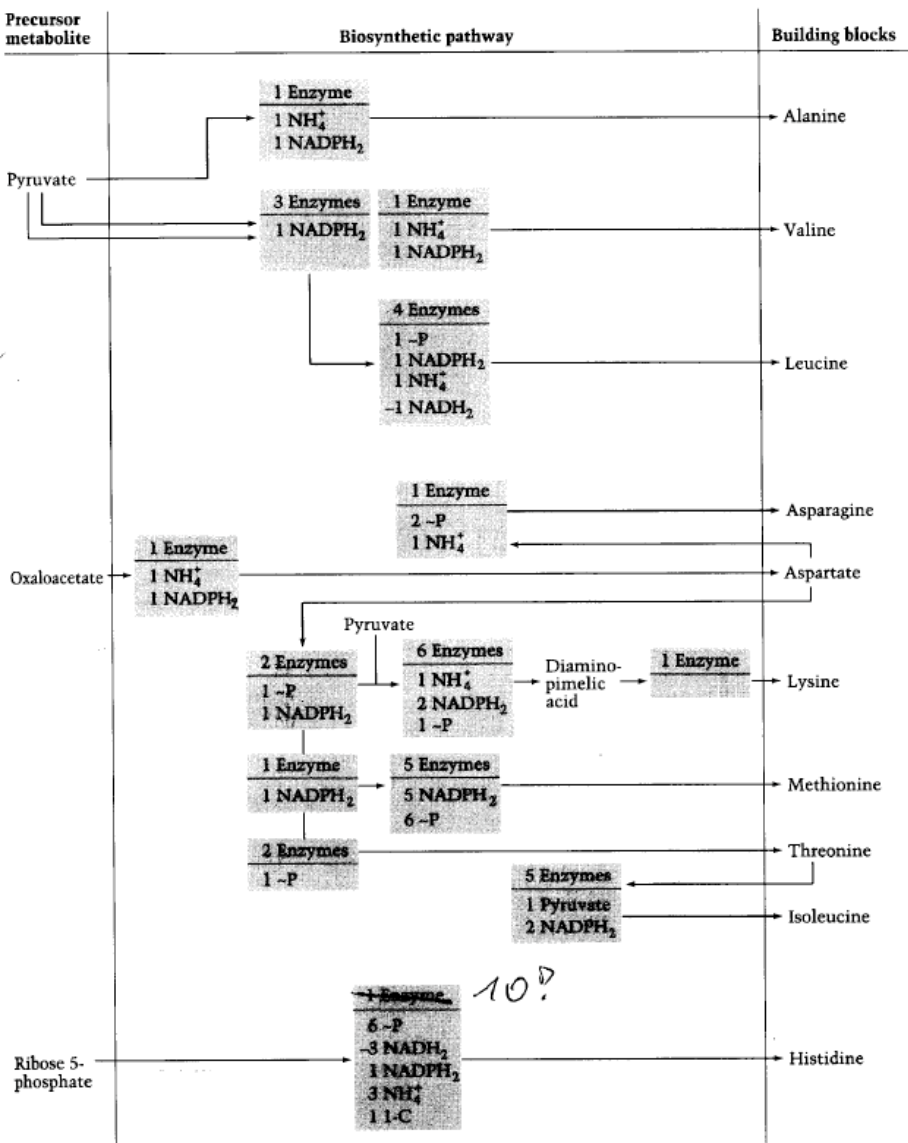 Precursor metabolite
Biosynthetic pathway
Building blocks
1 Enzyme
1 NH₄⁺
1 NADPH₂
Alanine
Pyruvate
3 Enzymes
1 NADPH₂
1 Enzyme
1 NH₄⁺
1 NADPH₂
Valine
4 Enzymes
1 ~P
1 NADPH₂
1 NH₄⁺
-1 NADH₂
Leucine
1 Enzyme
2 ~P
1 NH₄⁺
Asparagine
Oxaloacetate
1 Enzyme
1 NH₄⁺
1 NADPH₂
Aspartate
Pyruvate
2 Enzymes
1 ~P
1 NADPH₂
6 Enzymes
1 NH₄⁺
2 NADPH₂
1 ~P
Diamino-
pimelic
acid
1 Enzyme
Lysine
1 Enzyme
1 NADPH₂
5 Enzymes
5 NADPH₂
6 ~P
Methionine
2 Enzymes
1 ~P
Threonine
5 Enzymes
1 Pyruvate
2 NADPH₂
Isoleucine
1 Enzyme
10?
6 ~P
-3 NADH₂
1 NADPH₂
3 NH₄⁺
1 1-C
Ribose 5-
phosphate
Histidine